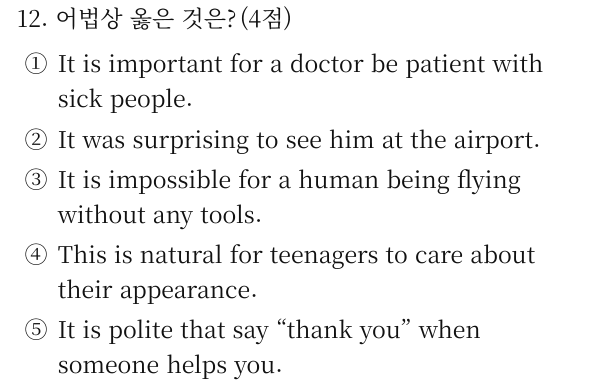 12. 어법상 옳은 것은? (4점)
① It is important for a doctor be patient with
sick people.
② It was surprising to see him at the airport.
③ It is impossible for a human being flying
without any tools.
④ This is natural for teenagers to care about
their appearance.
⑤ It is polite that say “thank you” when
someone helps you.